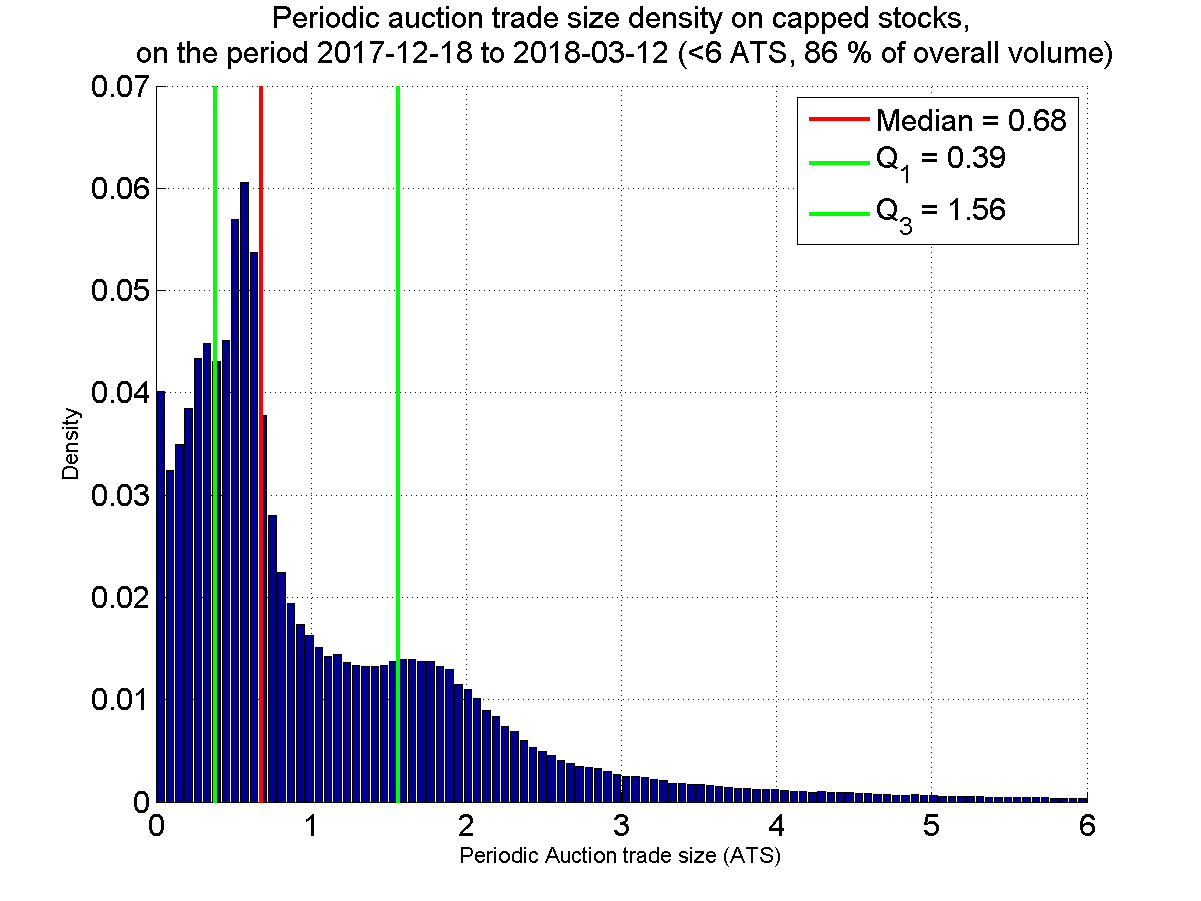 Periodic auction trade size density on capped stocks,
on the period 2017-12-18 to 2018-03-12 (<6 ATS, 86 % of overall volume)
0.07
0.06
0.05
0.04
0.03
0.02
0.01
0
Density
Median = 0.68
Q1 = 0.39
Q3 = 1.56
0 1 2 3 4 5 6
Periodic Auction trade size (ATS)